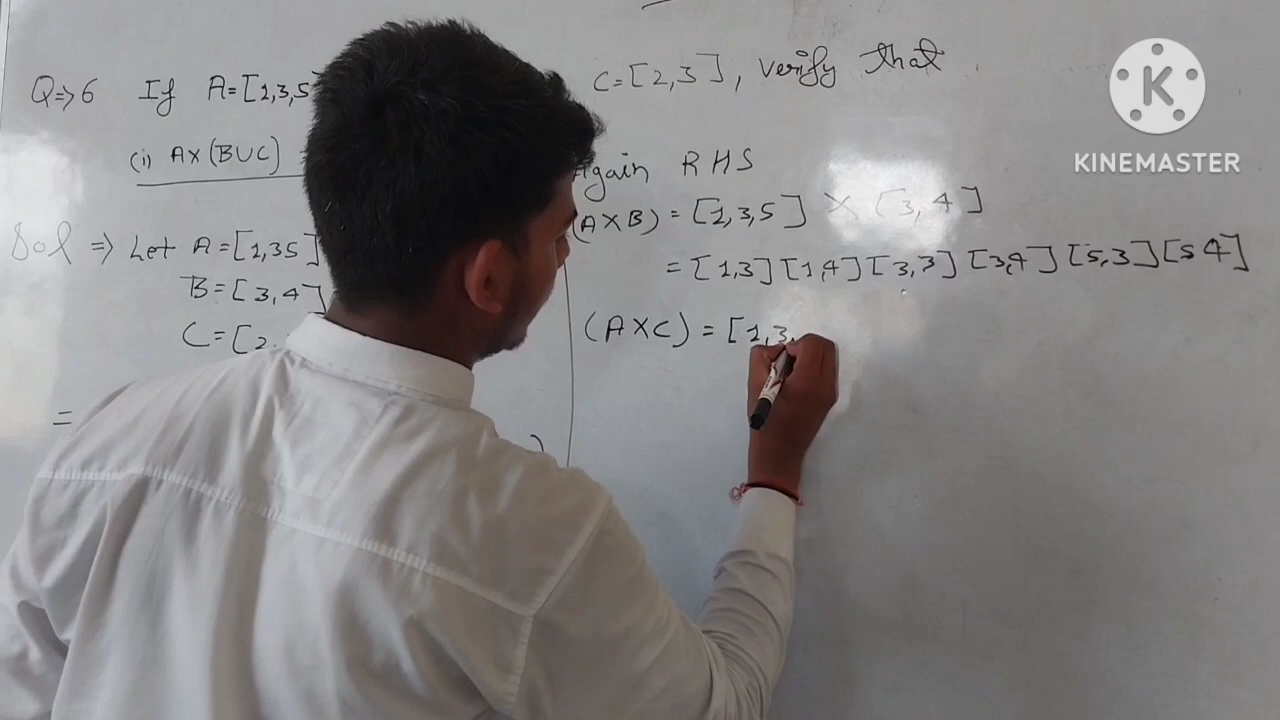 Q=>6 If A=[1,3,5 C=[2,3], verify that
(i) A×(B∪C)
Sol => Let A=[1,35]
B=[3,4]
C=[2,
=
Again RHS
(A×B) = [1,3,5] × [3,4]
= [1,3][1,4][3,3][3,4][5,3][5 4]
(A×C) = [1,3,
K
KINEMASTER